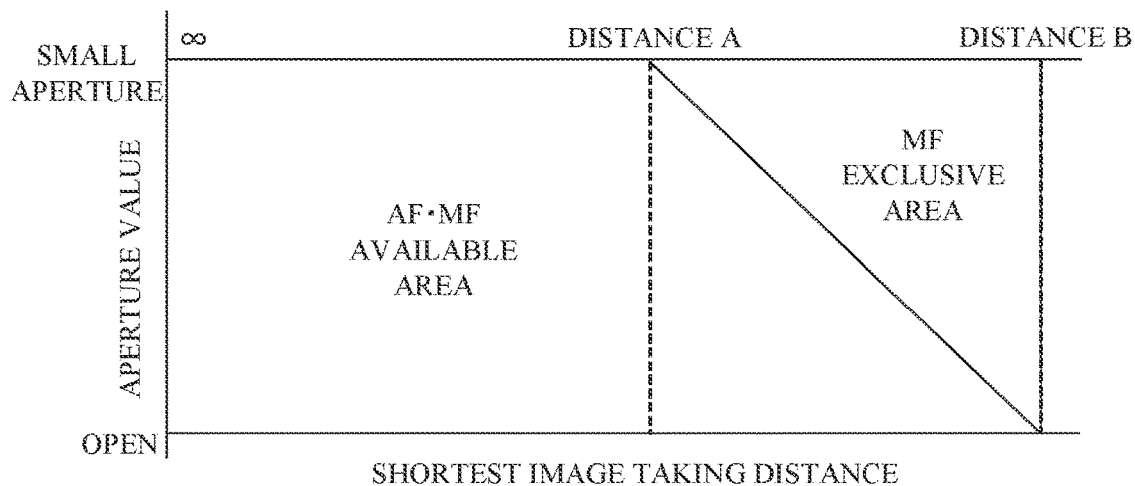 ∞
DISTANCE A
DISTANCE B
SMALL
APERTURE
APERTURE VALUE
MF
EXCLUSIVE
AREA
AF·MF
AVAILABLE
AREA
OPEN
SHORTEST IMAGE TAKING DISTANCE